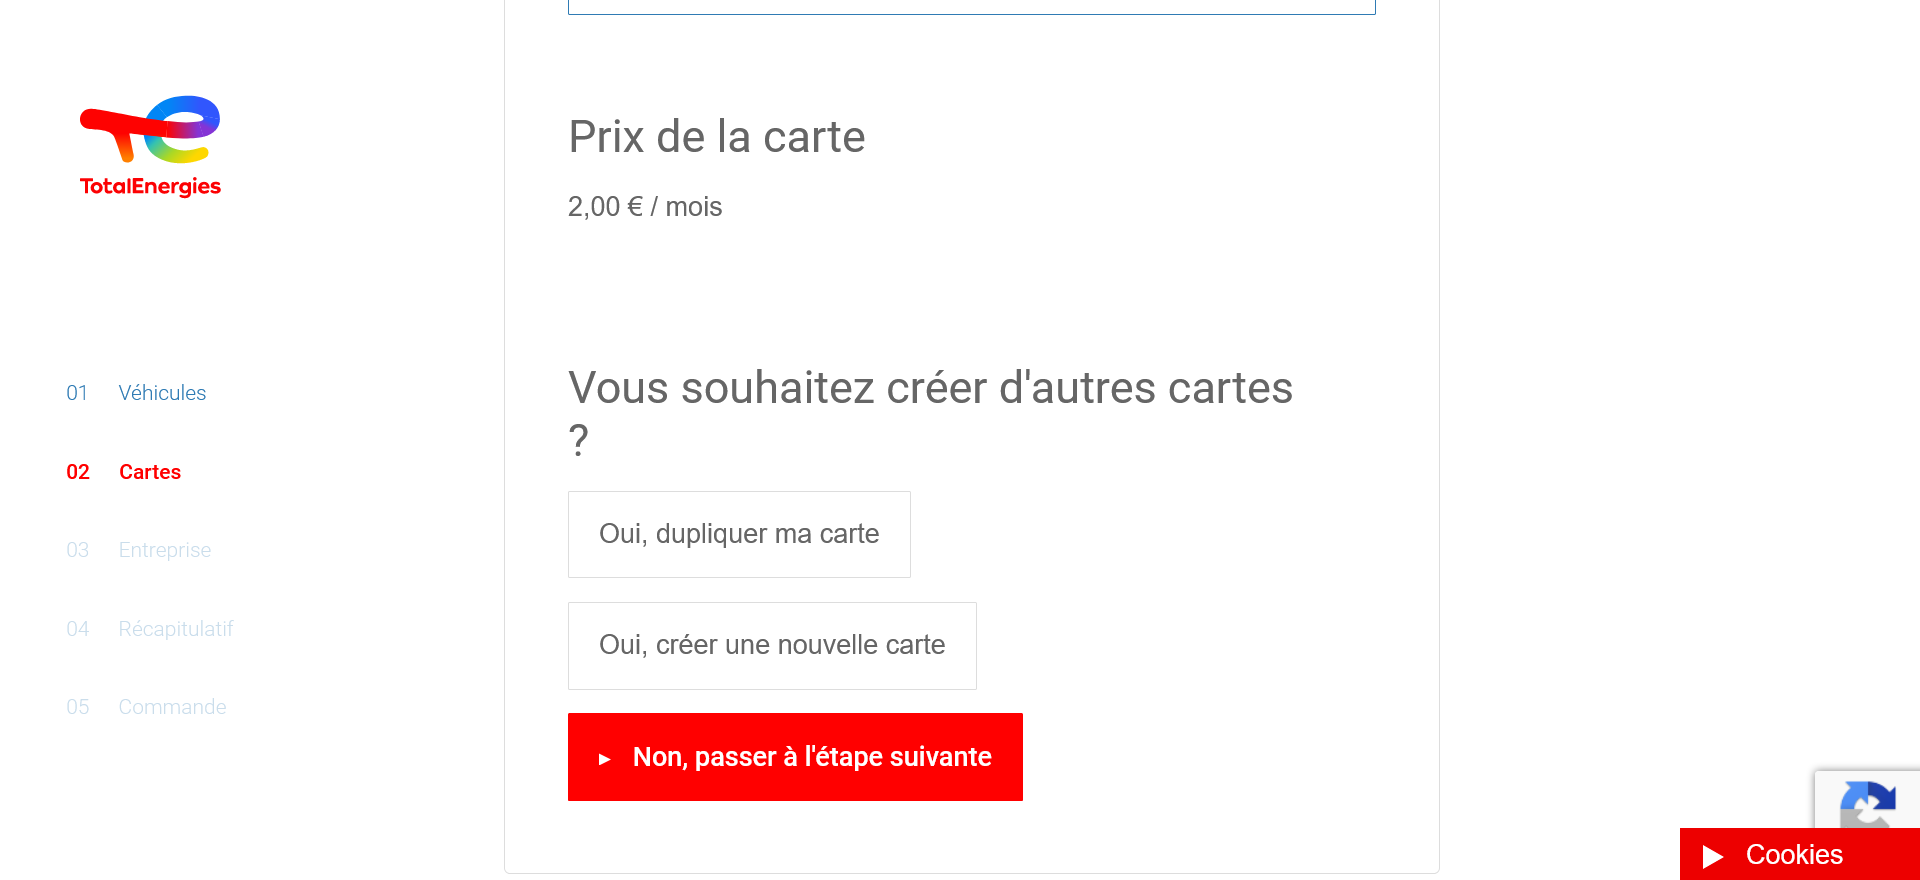 TotalEnergies
01 Véhicules
02 Cartes
03 Entreprise
04 Récapitulatif
05 Commande
Prix de la carte
2,00 € / mois
Vous souhaitez créer d'autres cartes
?
Oui, dupliquer ma carte
Oui, créer une nouvelle carte
Non, passer à l'étape suivante
Cookies